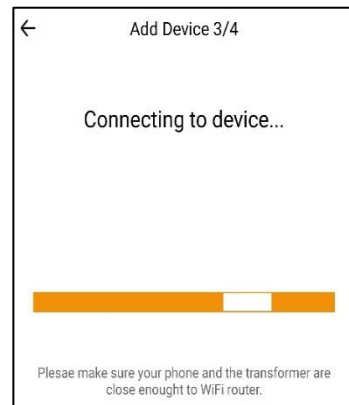 Add Device 3/4
Connecting to device...
Plesae make sure your phone and the transformer are
close enought to WiFi router.